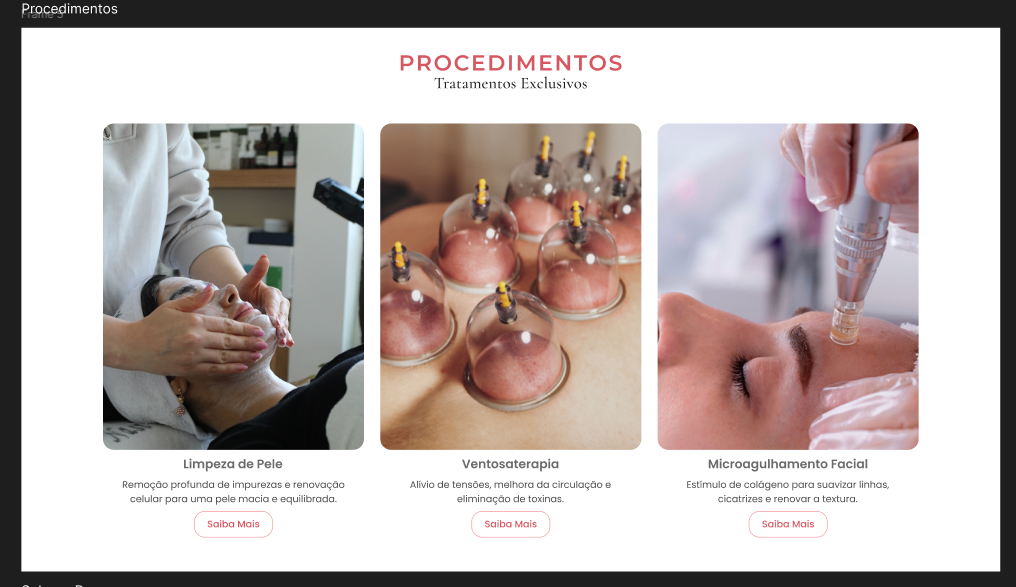 Procedimentos
Frame 5
PROCEDIMENTOS
Tratamentos Exclusivos
Limpeza de Pele
Remoção profunda de impurezas e renovação
celular para uma pele macia e equilibrada.
Saiba Mais
Ventosaterapia
Alívio de tensões, melhora da circulação e
eliminação de toxinas.
Saiba Mais
Microagulhamento Facial
Estímulo de colágeno para suavizar linhas,
cicatrizes e renovar a textura.
Saiba Mais